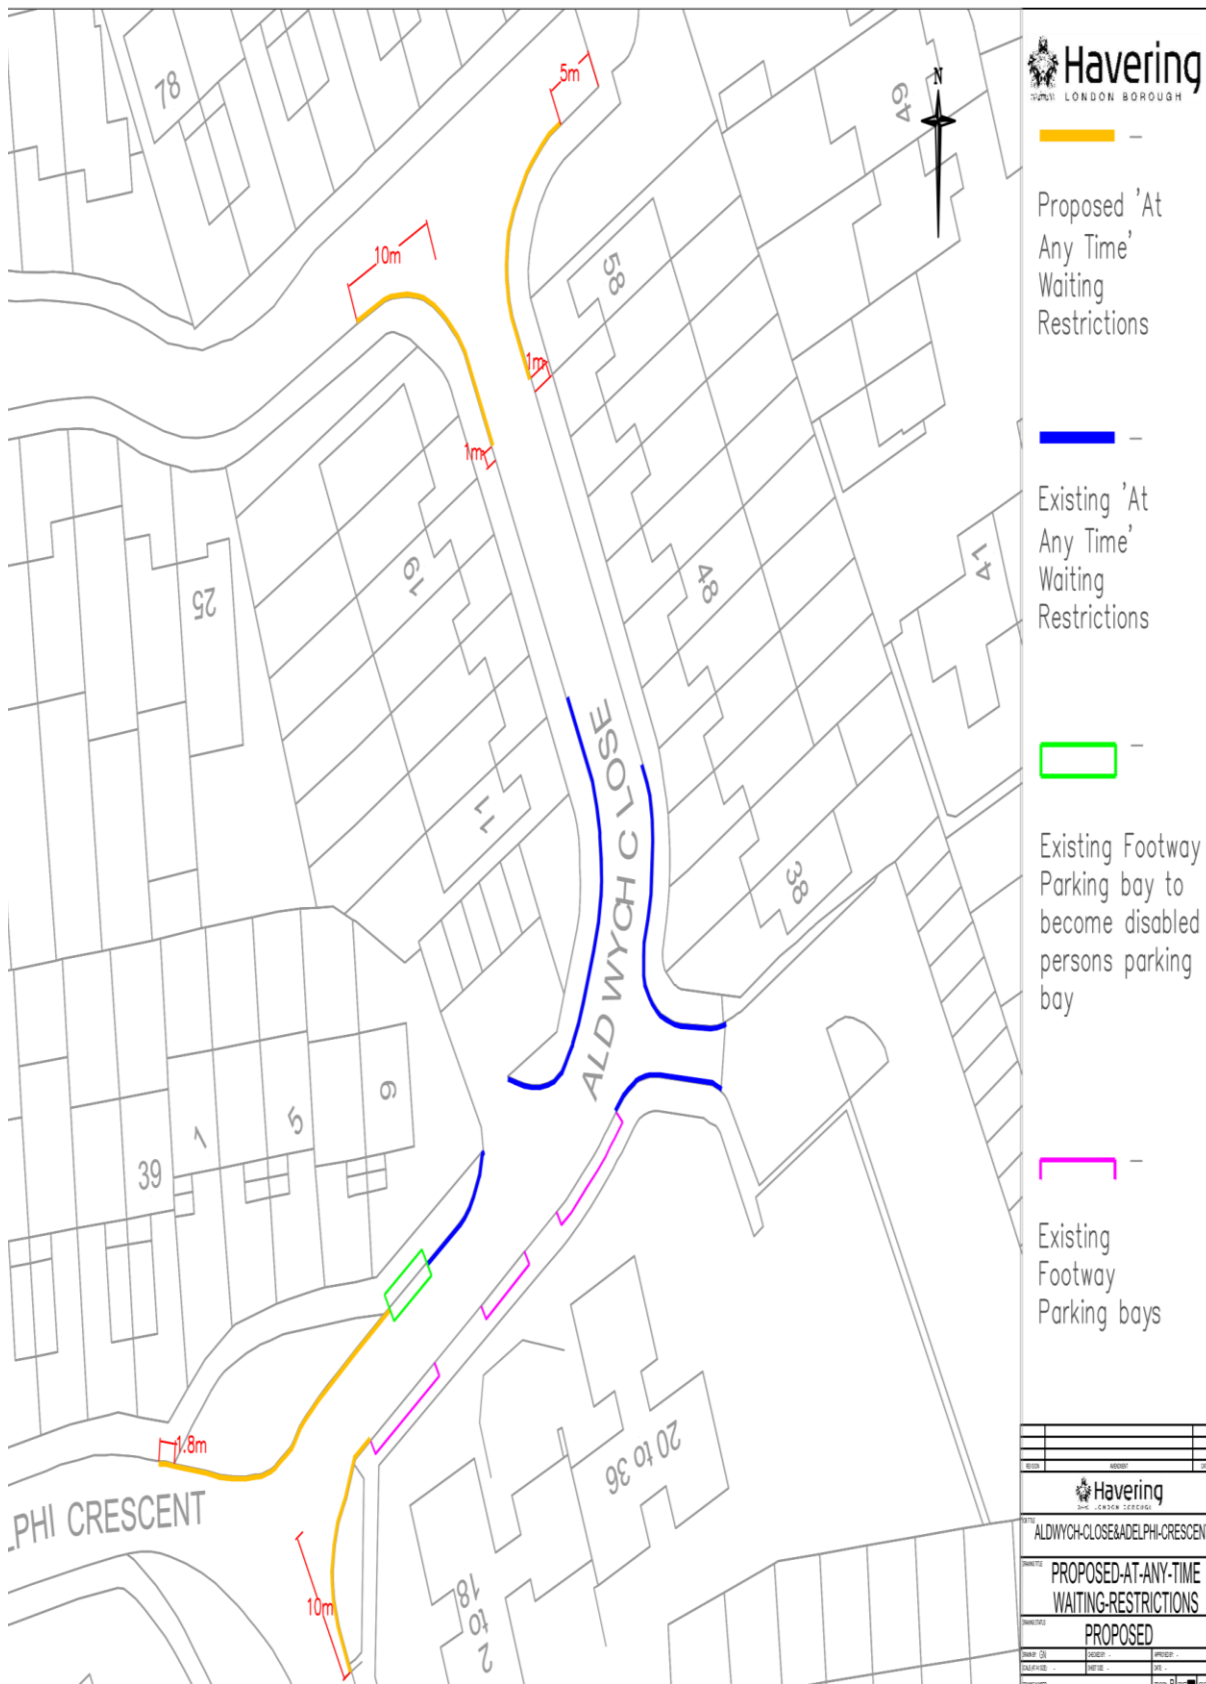 78
5m
49
N
Havering
LONDON BOROUGH
Proposed 'At
Any Time'
Waiting
Restrictions
10m
58
1m
1m
Existing 'At
Any Time'
Waiting
Restrictions
19
25
48
41
ALDWYCH CLOSE
11
38
Existing Footway
Parking bay to
become disabled
persons parking
bay
9
5
1
39
Existing
Footway
Parking bays
1.8m
20 to 36
PHI CRESCENT
10m
2 to 18
Havering
ALDWYCH-CLOSE&ADELPHI-CRESCEN
PROPOSED-AT-ANY-TIME
WAITING-RESTRICTIONS
PROPOSED